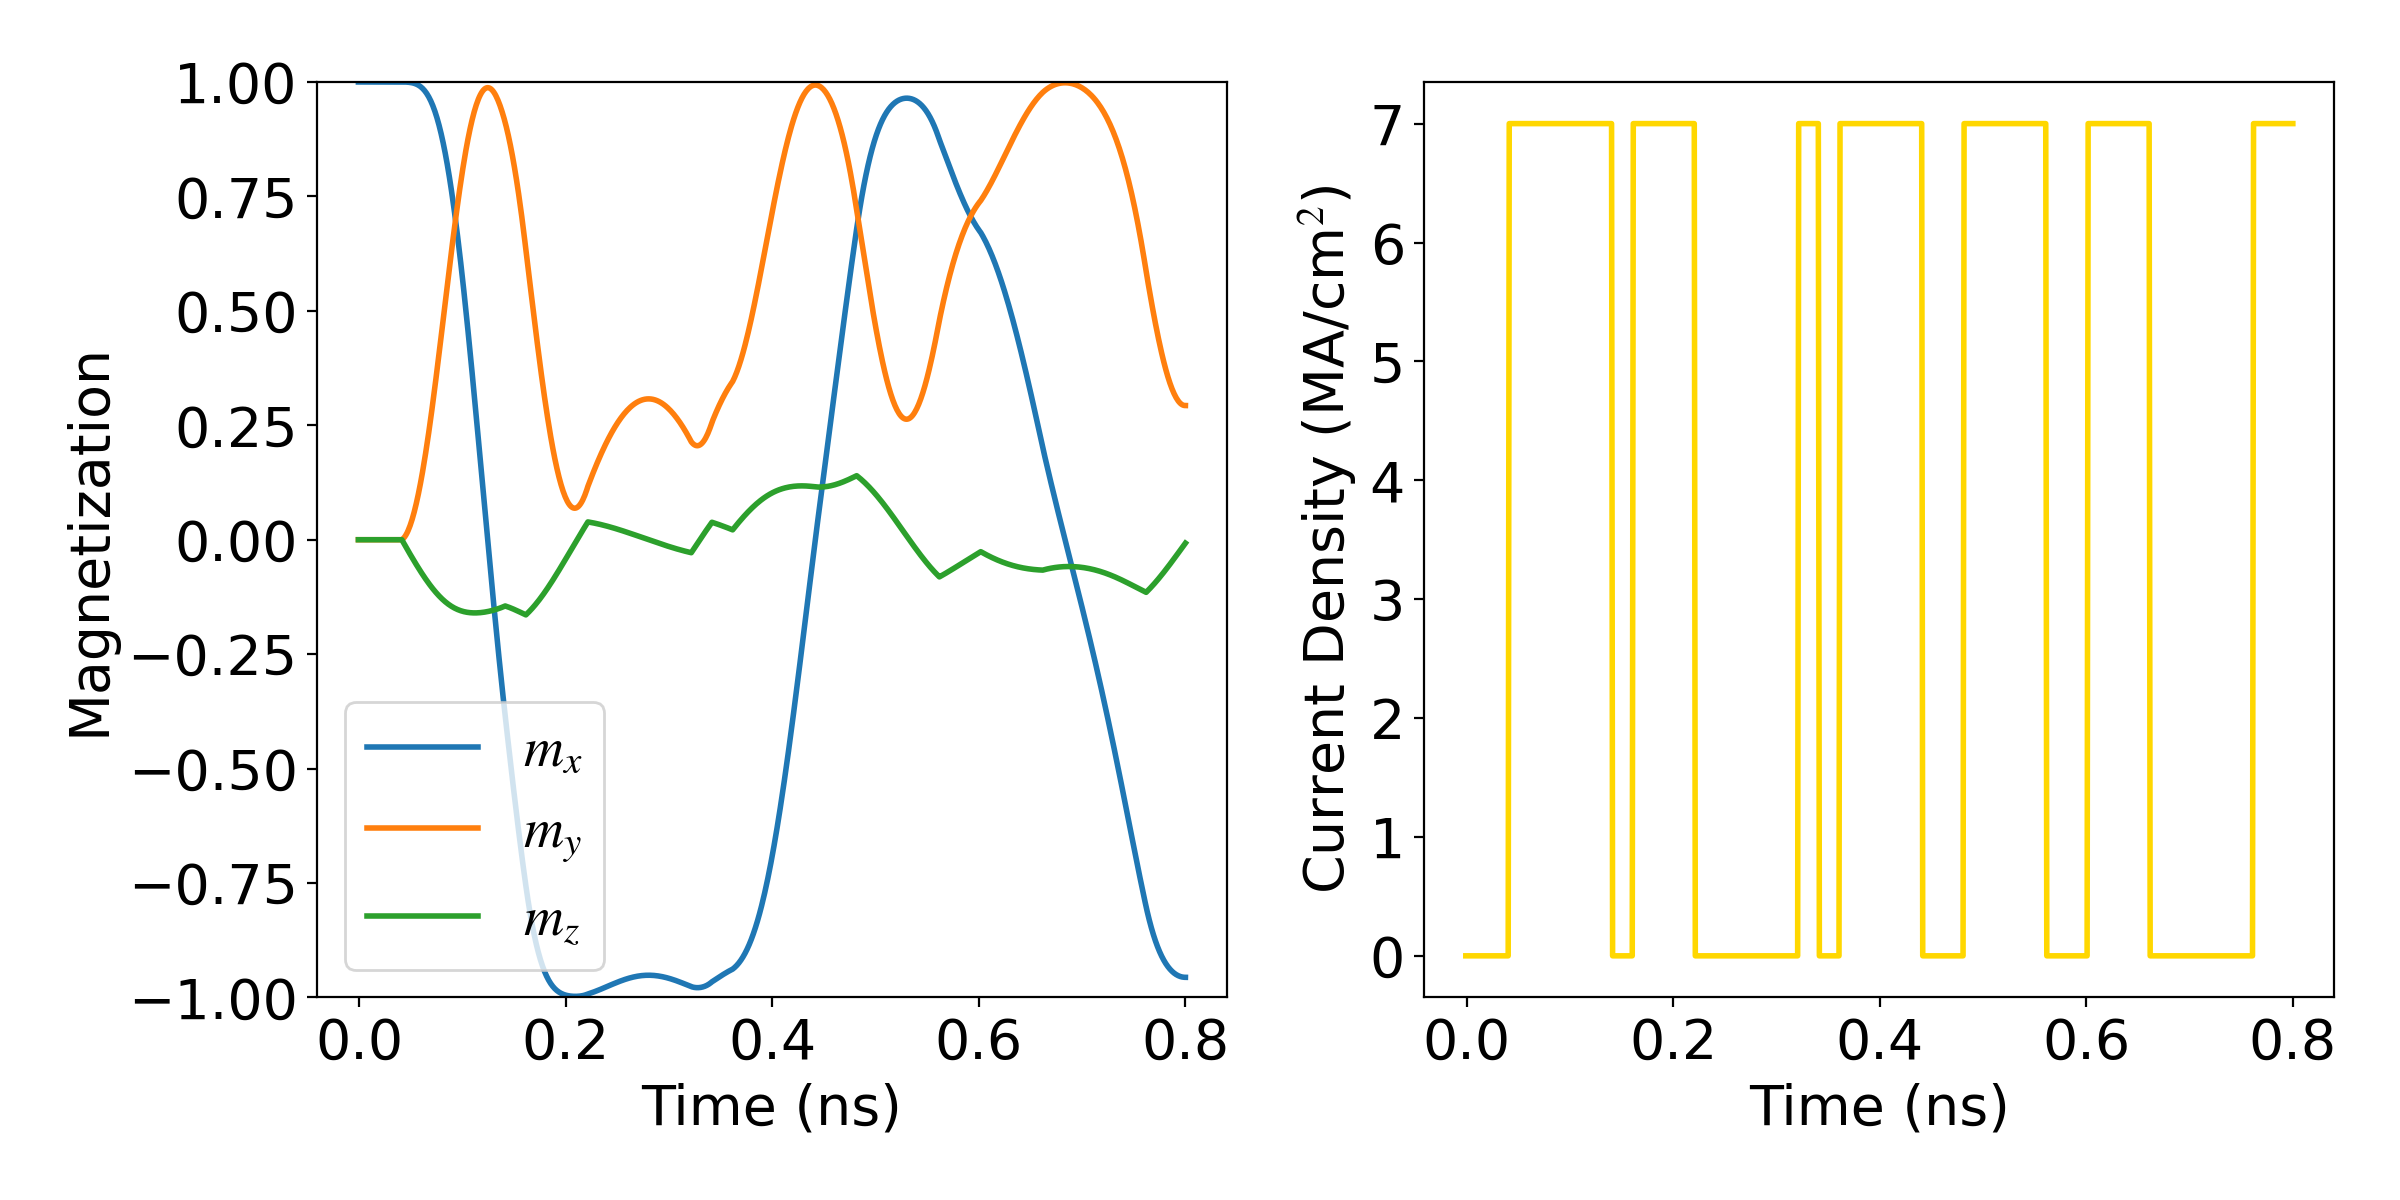 1.00
0.75
0.50
0.25
0.00
−0.25
−0.50
−0.75
−1.00
Magnetization
m_x
m_y
m_z
0.0 0.2 0.4 0.6 0.8
Time (ns)
7
6
5
4
3
2
1
0
Current Density (MA/cm²)
0.0 0.2 0.4 0.6 0.8
Time (ns)